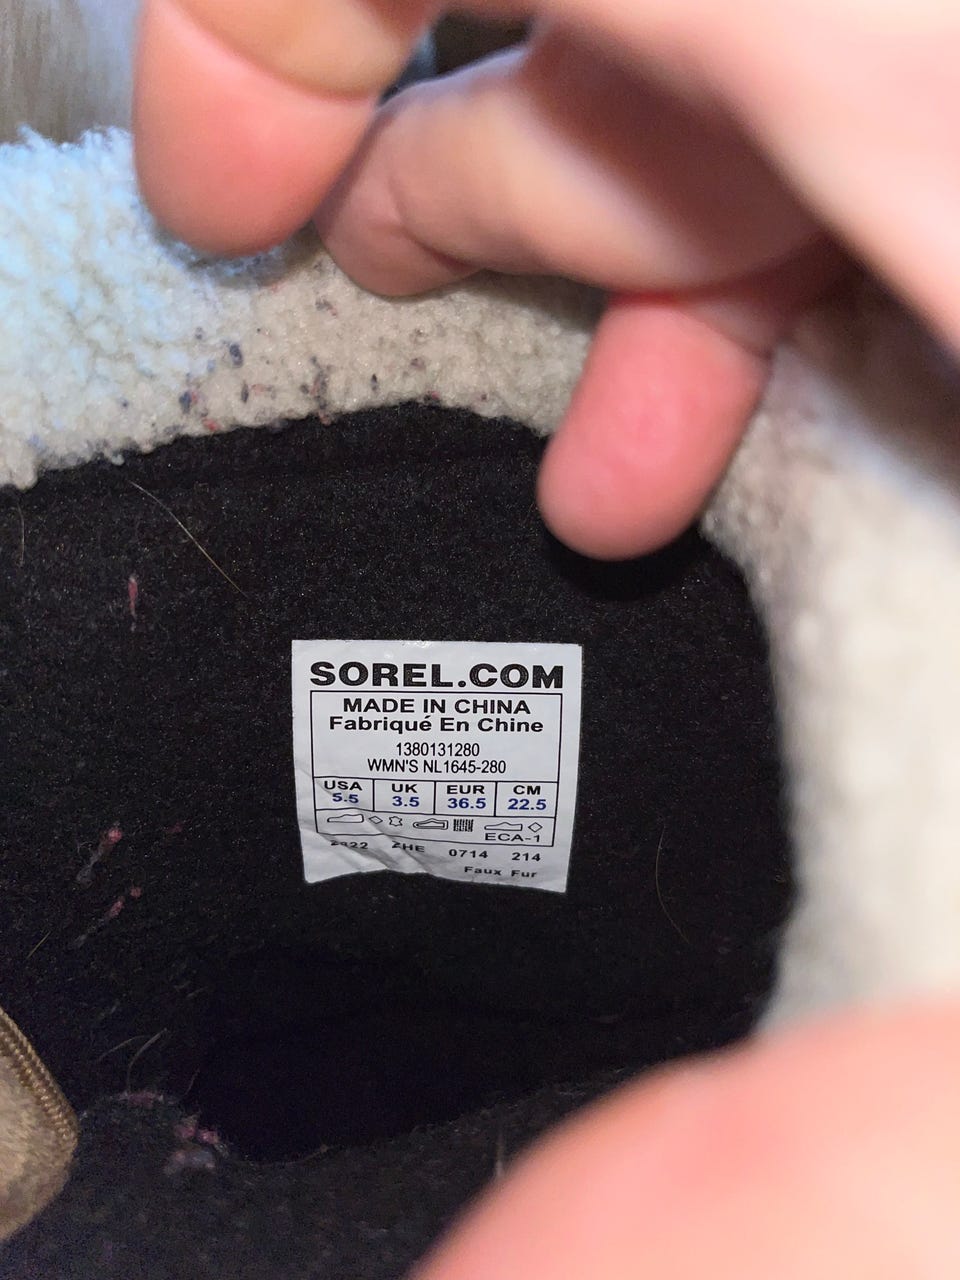 SOREL.COM
MADE IN CHINA
Fabriqué En Chine
1380131280
WMN'S NL1645-280
USA UK EUR CM
5.5 3.5 36.5 22.5
ECA-1
ZHE 0714 214
Faux Fur